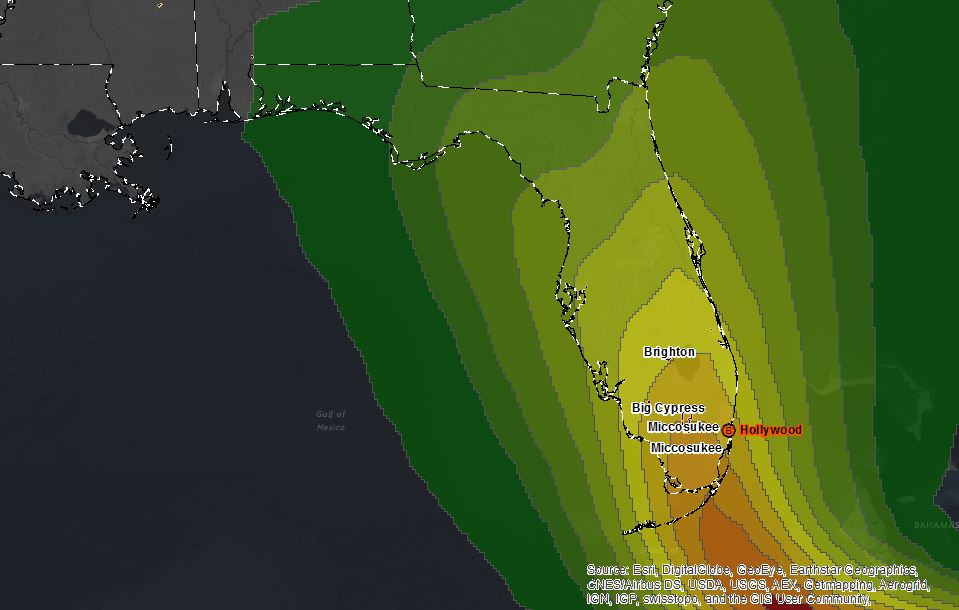 FLORIDA
Brighton
Big Cypress
Gulf of
Mexico
Miccosukee
B Hollywood
Miccosukee
BAHAMAS
Source: Esri, DigitalGlobe, GeoEye, Earthstar Geographics,
CNES/Airbus DS, USDA, USGS, AEX, Getmapping, Aerogrid,
IGN, IGP, swisstopo, and the GIS User Community,